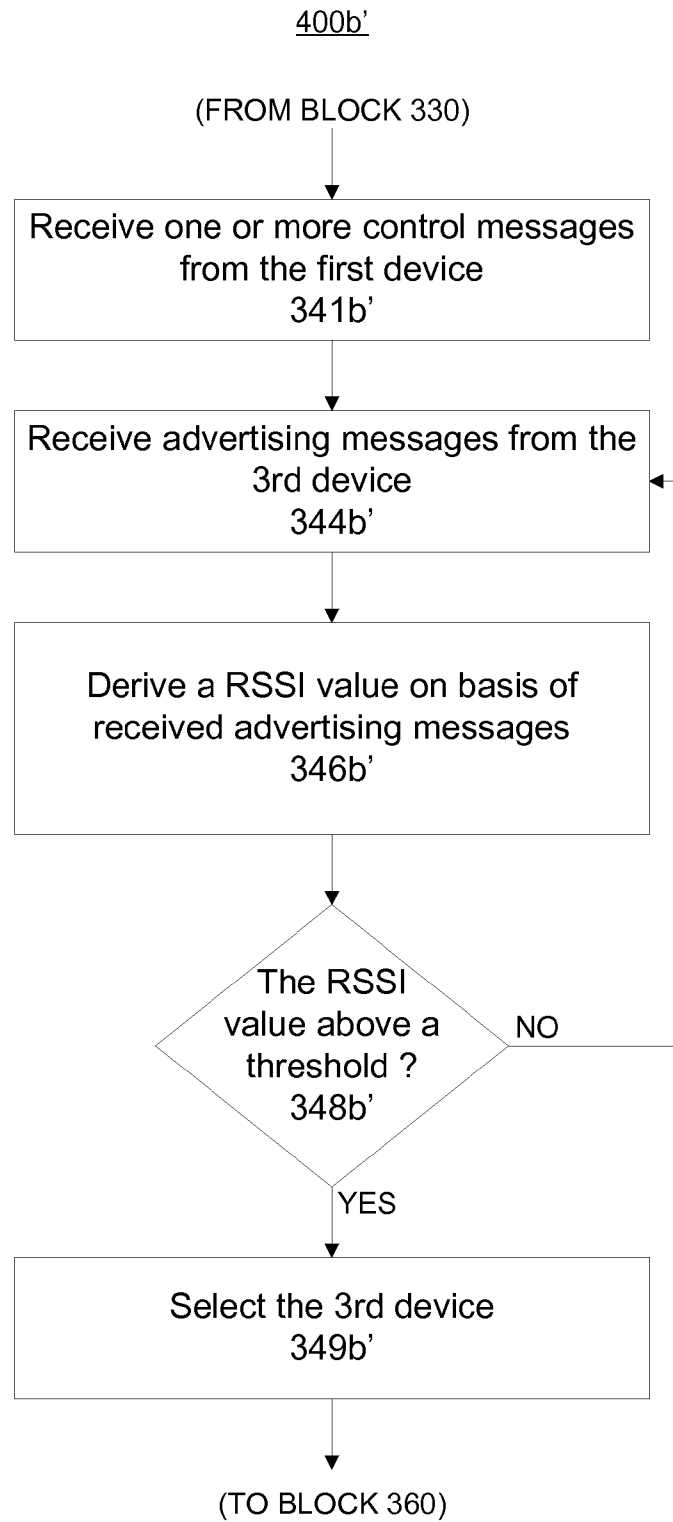 400b’
(FROM BLOCK 330)
Receive one or more control messages
from the first device
341b’
Receive advertising messages from the
3rd device
344b’
Derive a RSSI value on basis of
received advertising messages
346b’
The RSSI
value above a
threshold ?
348b’
NO
YES
Select the 3rd device
349b’
(TO BLOCK 360)